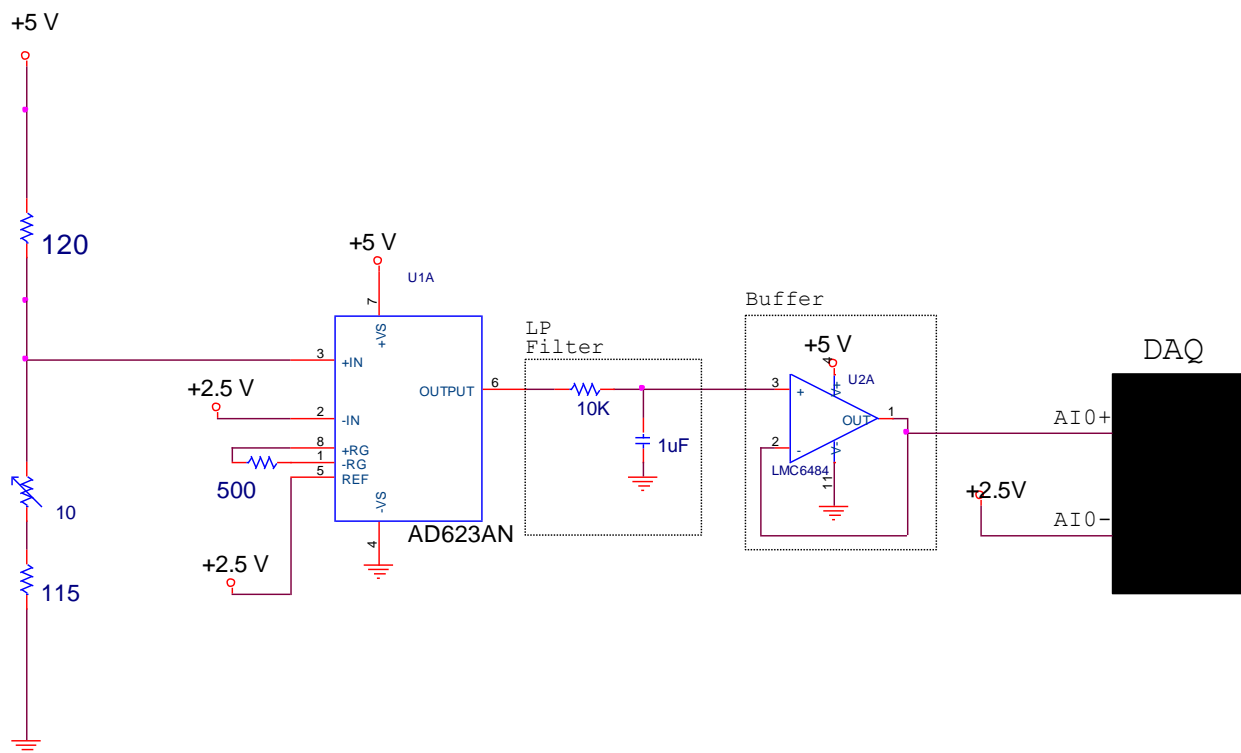 +5 V
120
10
115
+5 V
U1A
7
+VS
3
+IN
+2.5 V
2
-IN
8
+RG
1
-RG
5
REF
500
+2.5 V
-VS
4
OUTPUT
6
AD623AN
LP
Filter
10K
1uF
Buffer
+5 V
4
V+
U2A
3
+
OUT
1
2
-
V-
LMC6484
11
DAQ
AI0+
+2.5V
AI0-